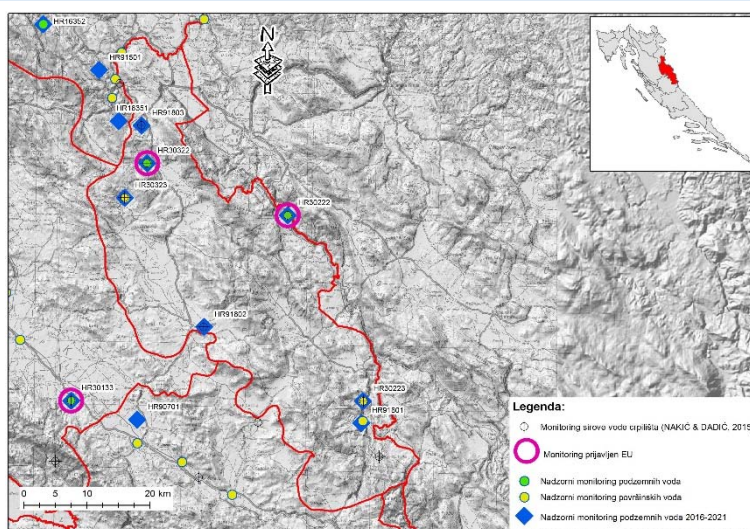 HR16352
N
HR91501
HR18351
HR91803
HR30322
HR30323
HR30222
HR91802
HR30133
HR90701
HR30223
HR91801
0 5 10 20 km
Legenda:
Monitoring sirove vode crpilišta (NAKIĆ & DADIĆ, 2015
Monitoring prijavljen EU
Nadzorni monitoring podzemnih voda
Nadzorni monitoring površinskih voda
Nadzorni monitoring podzemnih voda 2016-2021